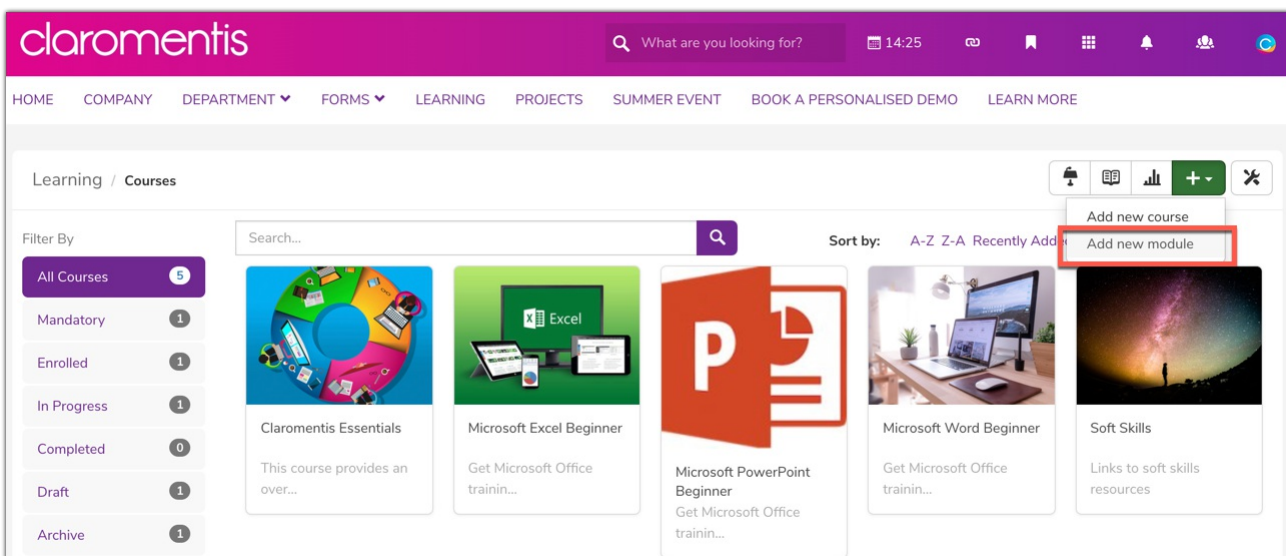 claromentis
What are you looking for?
14:25
HOME COMPANY DEPARTMENT FORMS LEARNING PROJECTS SUMMER EVENT BOOK A PERSONALISED DEMO LEARN MORE
Learning / Courses
Add new course
Add new module
Filter By
Search...
Sort by: A-Z Z-A Recently
All Courses 5
Mandatory 1
Enrolled 1
In Progress 1
Completed 0
Draft 1
Archive 1
Excel
P
Claromentis Essentials
This course provides an
over...
Microsoft Excel Beginner
Get Microsoft Office
trainin...
Microsoft PowerPoint
Beginner
Get Microsoft Office
trainin...
Microsoft Word Beginner
Get Microsoft Office
trainin...
Soft Skills
Links to soft skills
resources